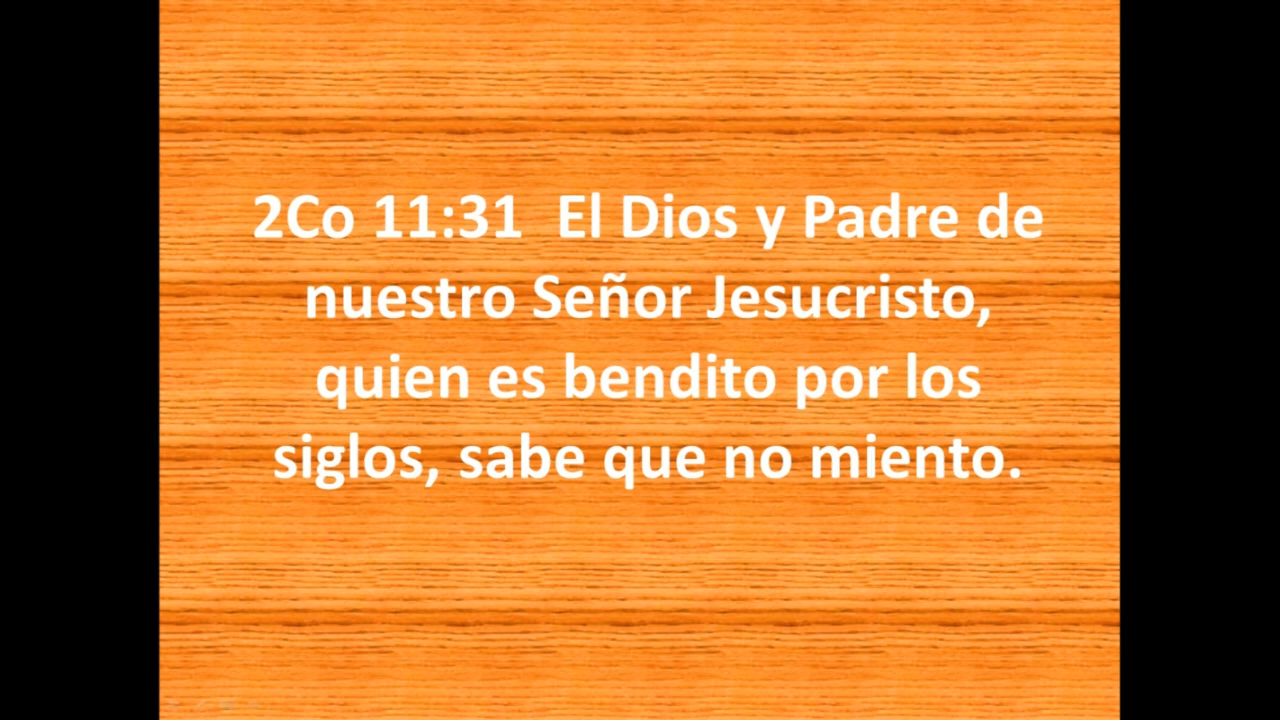 2Co 11:31  El Dios y Padre de
nuestro Señor Jesucristo,
quien es bendito por los
siglos, sabe que no miento.